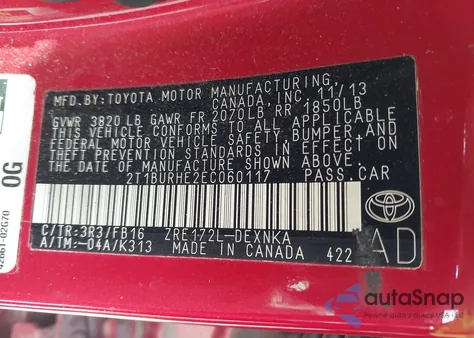 MFD.BY:TOYOTA MOTOR MANUFACTURING
CANADA,INC. 11/13
GVWR 3820LB GAWR FR 2070LB,RR 1850LB
THIS VEHICLE CONFORMS TO ALL APPLICABLE
FEDERAL MOTOR VEHICLE SAFETY,BUMPER,AND
THEFT PREVENTION STANDARDS IN EFFECT ON
THE DATE OF MANUFACTURE SHOWN ABOVE.
2T1BURHE2EC060117 PASS.CAR
C/TR:3R3/FB16 ZRE172L-DEXNKA
A/TM:-04A/K313 MADE IN CANADA 422
AD
0G
42661-02G70
autoSnap